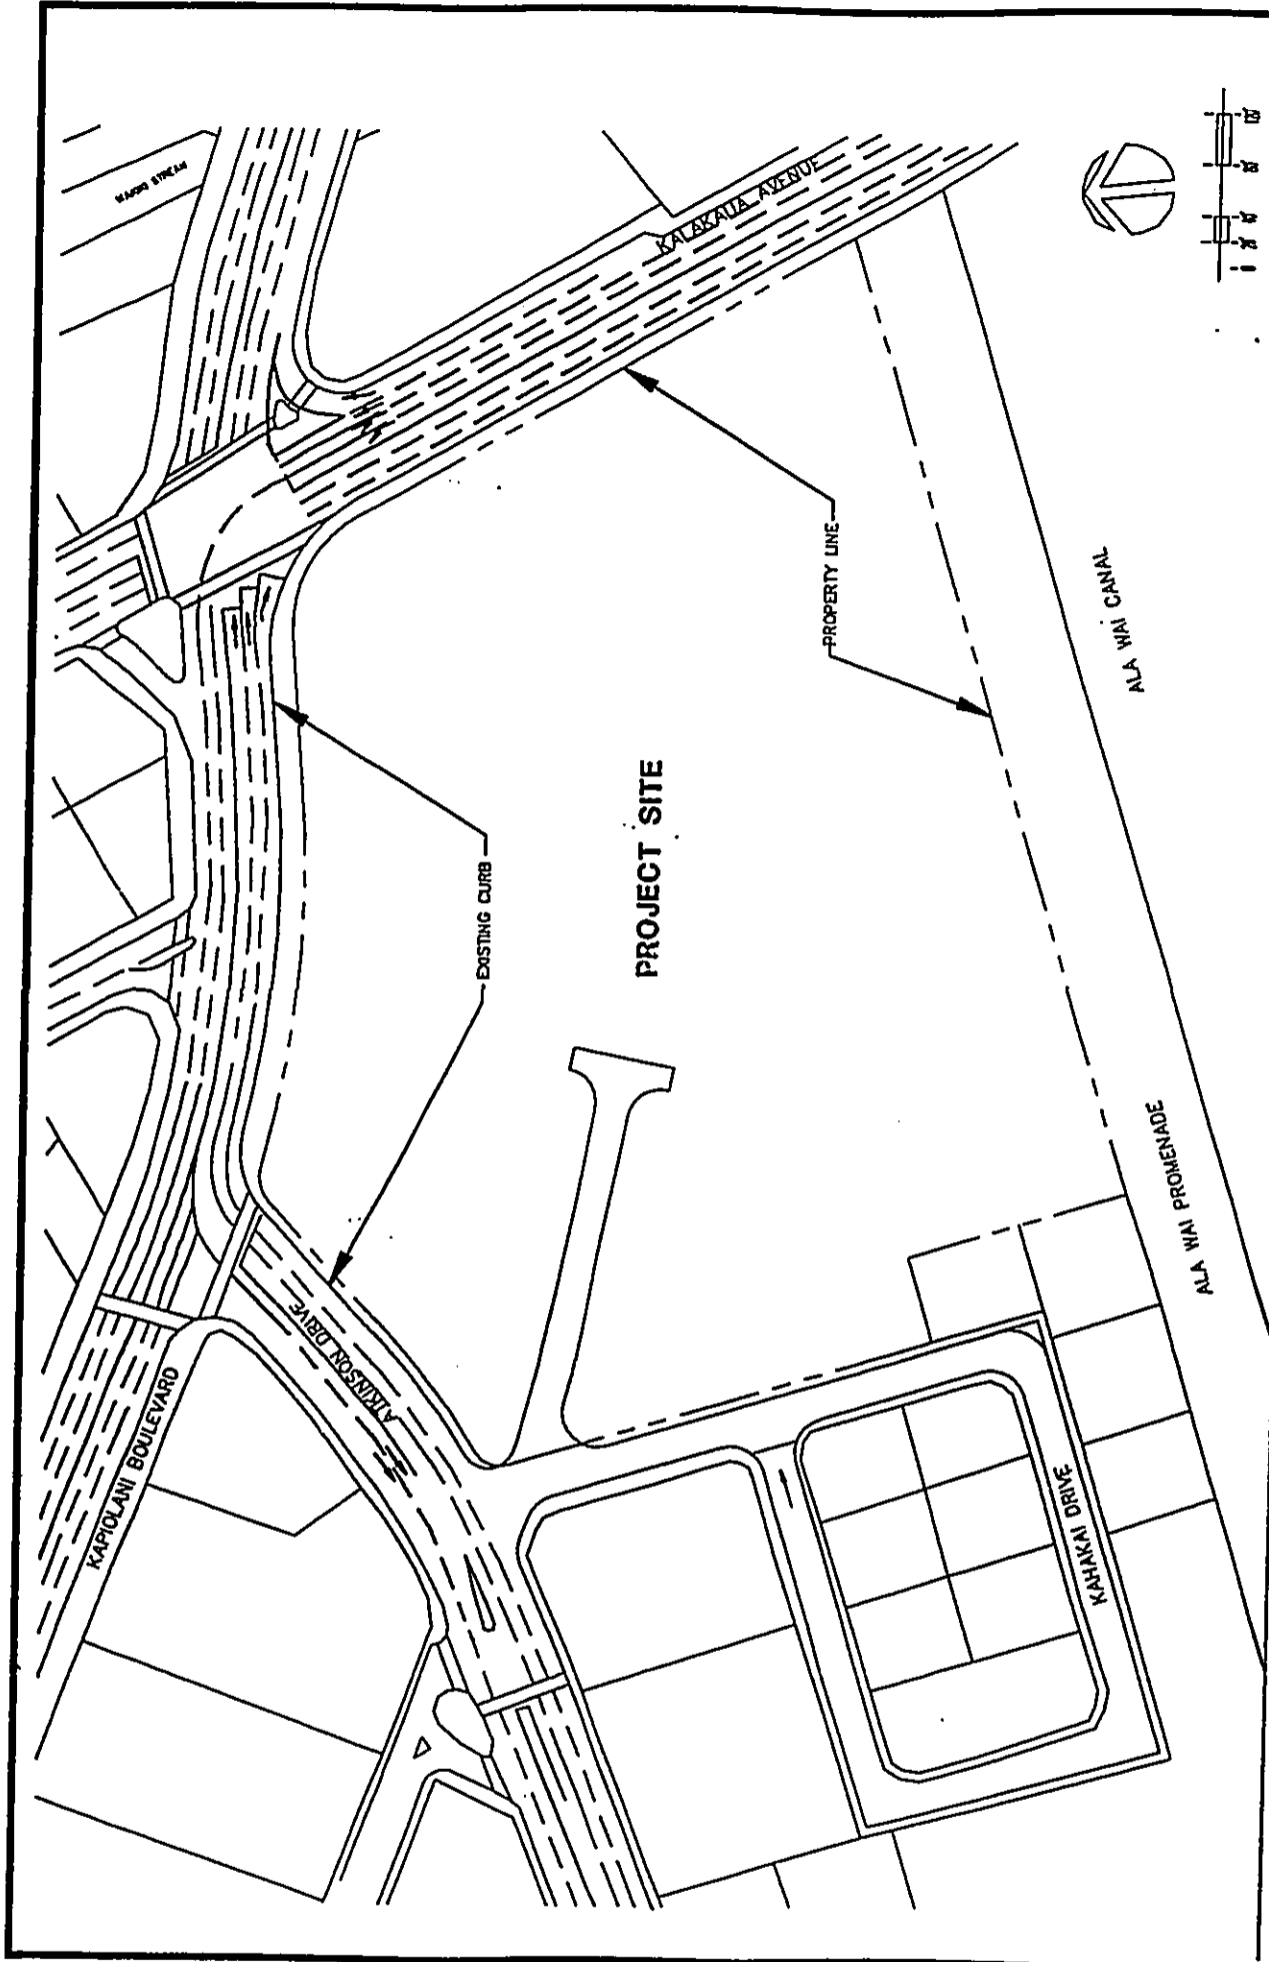 KALAKAUA AVENUE
PROPERTY LINE
ALA WAI CANAL
EXISTING CURB
PROJECT SITE
ALA WAI PROMENADE
ATKINSON DRIVE
KAPIOLANI BOULEVARD
KAHAKAI DRIVE